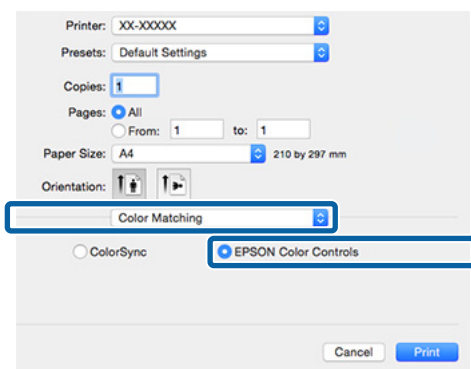 Printer: XX-XXXXX
Presets: Default Settings
Copies: 1
Pages: All
From: 1 to: 1
Paper Size: A4 210 by 297 mm
Orientation:
Color Matching
ColorSync EPSON Color Controls
Cancel Print